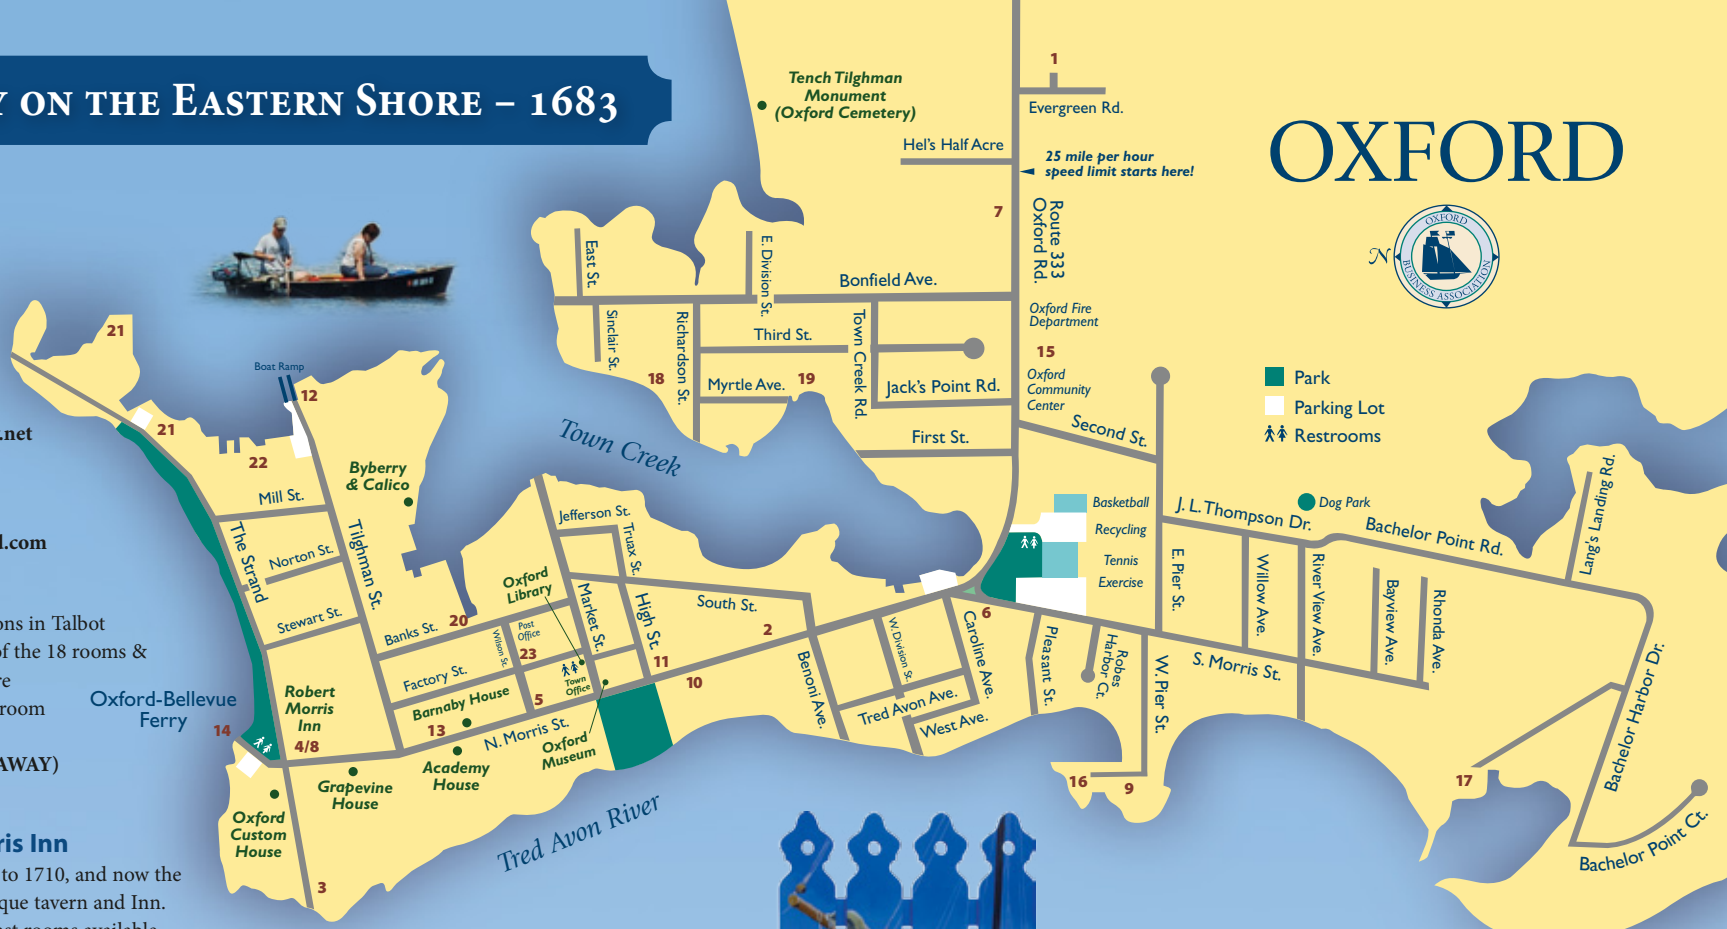 Y ON THE EASTERN SHORE – 1683
OXFORD
N
OXFORD
BUSINESS ASSOCIATION
Tench Tilghman
Monument
(Oxford Cemetery)
1
Evergreen Rd.
Hel's Half Acre
25 mile per hour
speed limit starts here!
7
Route 333
Oxford Rd.
East St.
E. Division St.
Bonfield Ave.
Sinclair St.
Richardson St.
Third St.
Town Creek Rd.
Oxford Fire
Department
15
18
Myrtle Ave.
19
Jack's Point Rd.
Oxford
Community
Center
Second St.
First St.
Town Creek
Park
Parking Lot
Restrooms
21
Boat Ramp
12
21
22
Byberry
& Calico
Mill St.
The Strand
Tilghman St.
Norton St.
Stewart St.
Jefferson St.
Truax St.
Oxford
Library
Market St.
High St.
South St.
Banks St.
20
Wilson St.
Post
Office
23
2
Factory St.
Town
Office
11
10
Barnaby House
13
5
N. Morris St.
Oxford
Museum
Academy
House
Grapevine
House
Robert
Morris
Inn
4/8
Oxford-Bellevue
Ferry
14
Oxford
Custom
House
3
Tred Avon River
Basketball
Recycling
Tennis
Exercise
6
Benoni Ave.
W. Division St.
Caroline Ave.
Tred Avon Ave.
West Ave.
Pleasant St.
Robes
Harbor Ct.
W. Pier St.
E. Pier St.
16
9
S. Morris St.
J. L. Thompson Dr.
Dog Park
Bachelor Point Rd.
Willow Ave.
River View Ave.
Bayview Ave.
Rhonda Ave.
Lang's Landing Rd.
Bachelor Harbor Dr.
17
Bachelor Point Ct.
.net
l.com
ons in Talbot
of the 18 rooms &
re
room
AWAY)
ris Inn
to 1710, and now the
que tavern and Inn.